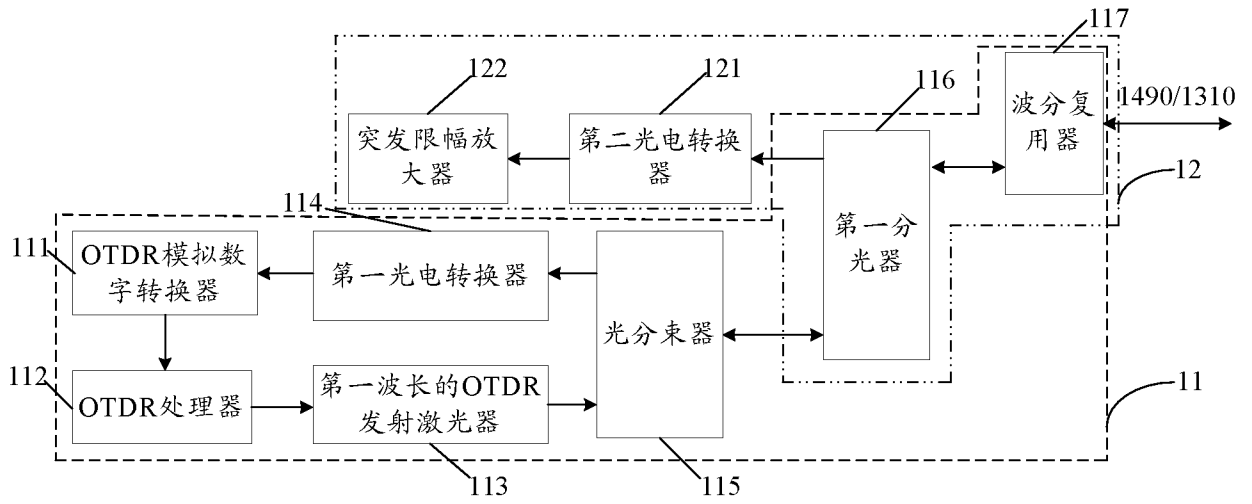 117
122
121
116
波分复
用器
1490/1310
突发限幅放
大器
第二光电转换
器
12
114
第一分
光器
111
OTDR模拟数
字转换器
第一光电转换器
光分束器
112
OTDR处理器
第一波长的OTDR
发射激光器
11
113
115